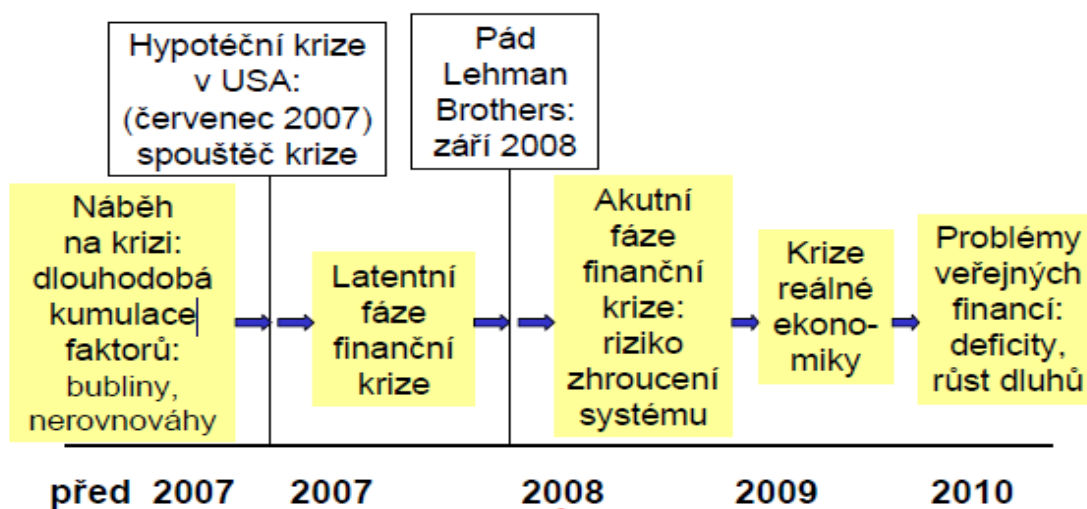 Hypotéční krize
v USA:
(červenec 2007)
spouštěč krize
Pád
Lehman
Brothers:
září 2008
Náběh
na krizi:
dlouhodobá
kumulace
faktorů:
bubliny,
nerovnováhy
Latentní
fáze
finanční
krize
Akutní
fáze
finanční
krize:
riziko
zhroucení
systému
Krize
reálné
ekono-
miky
Problémy
veřejných
financí:
deficity,
růst dluhů
před 2007 2007 2008 2009 2010